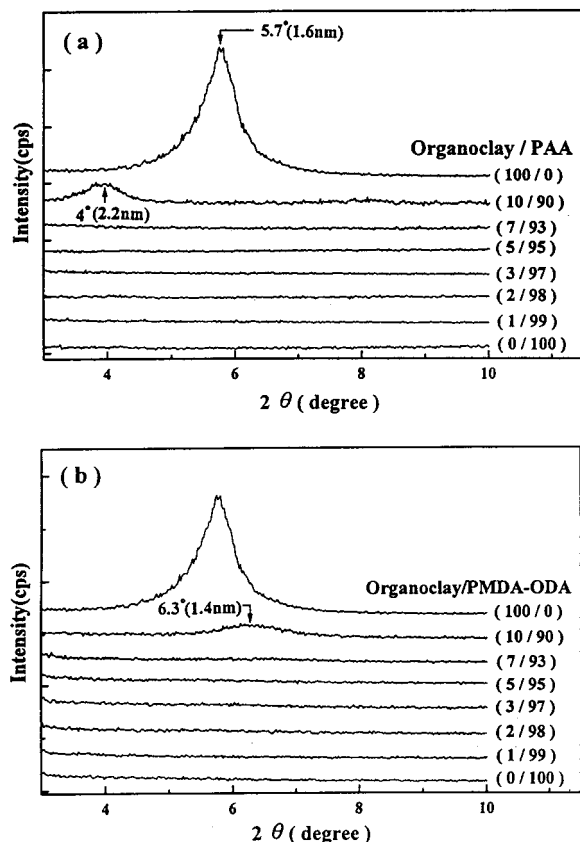 ( a )
5.7°(1.6nm)
Organoclay / PAA
( 100 / 0 )
( 10 / 90 )
4°(2.2nm)
( 7 / 93 )
( 5 / 95 )
( 3 / 97 )
( 2 / 98 )
( 1 / 99 )
( 0 / 100 )
Intensity(cps)
4 6 8 10
2 θ ( degree )
( b )
Organoclay/PMDA-ODA
6.3°(1.4nm)
( 100 / 0 )
( 10 / 90 )
( 7 / 93 )
( 5 / 95 )
( 3 / 97 )
( 2 / 98 )
( 1 / 99 )
( 0 / 100 )
Intensity(cps)
4 6 8 10
2 θ ( degree )